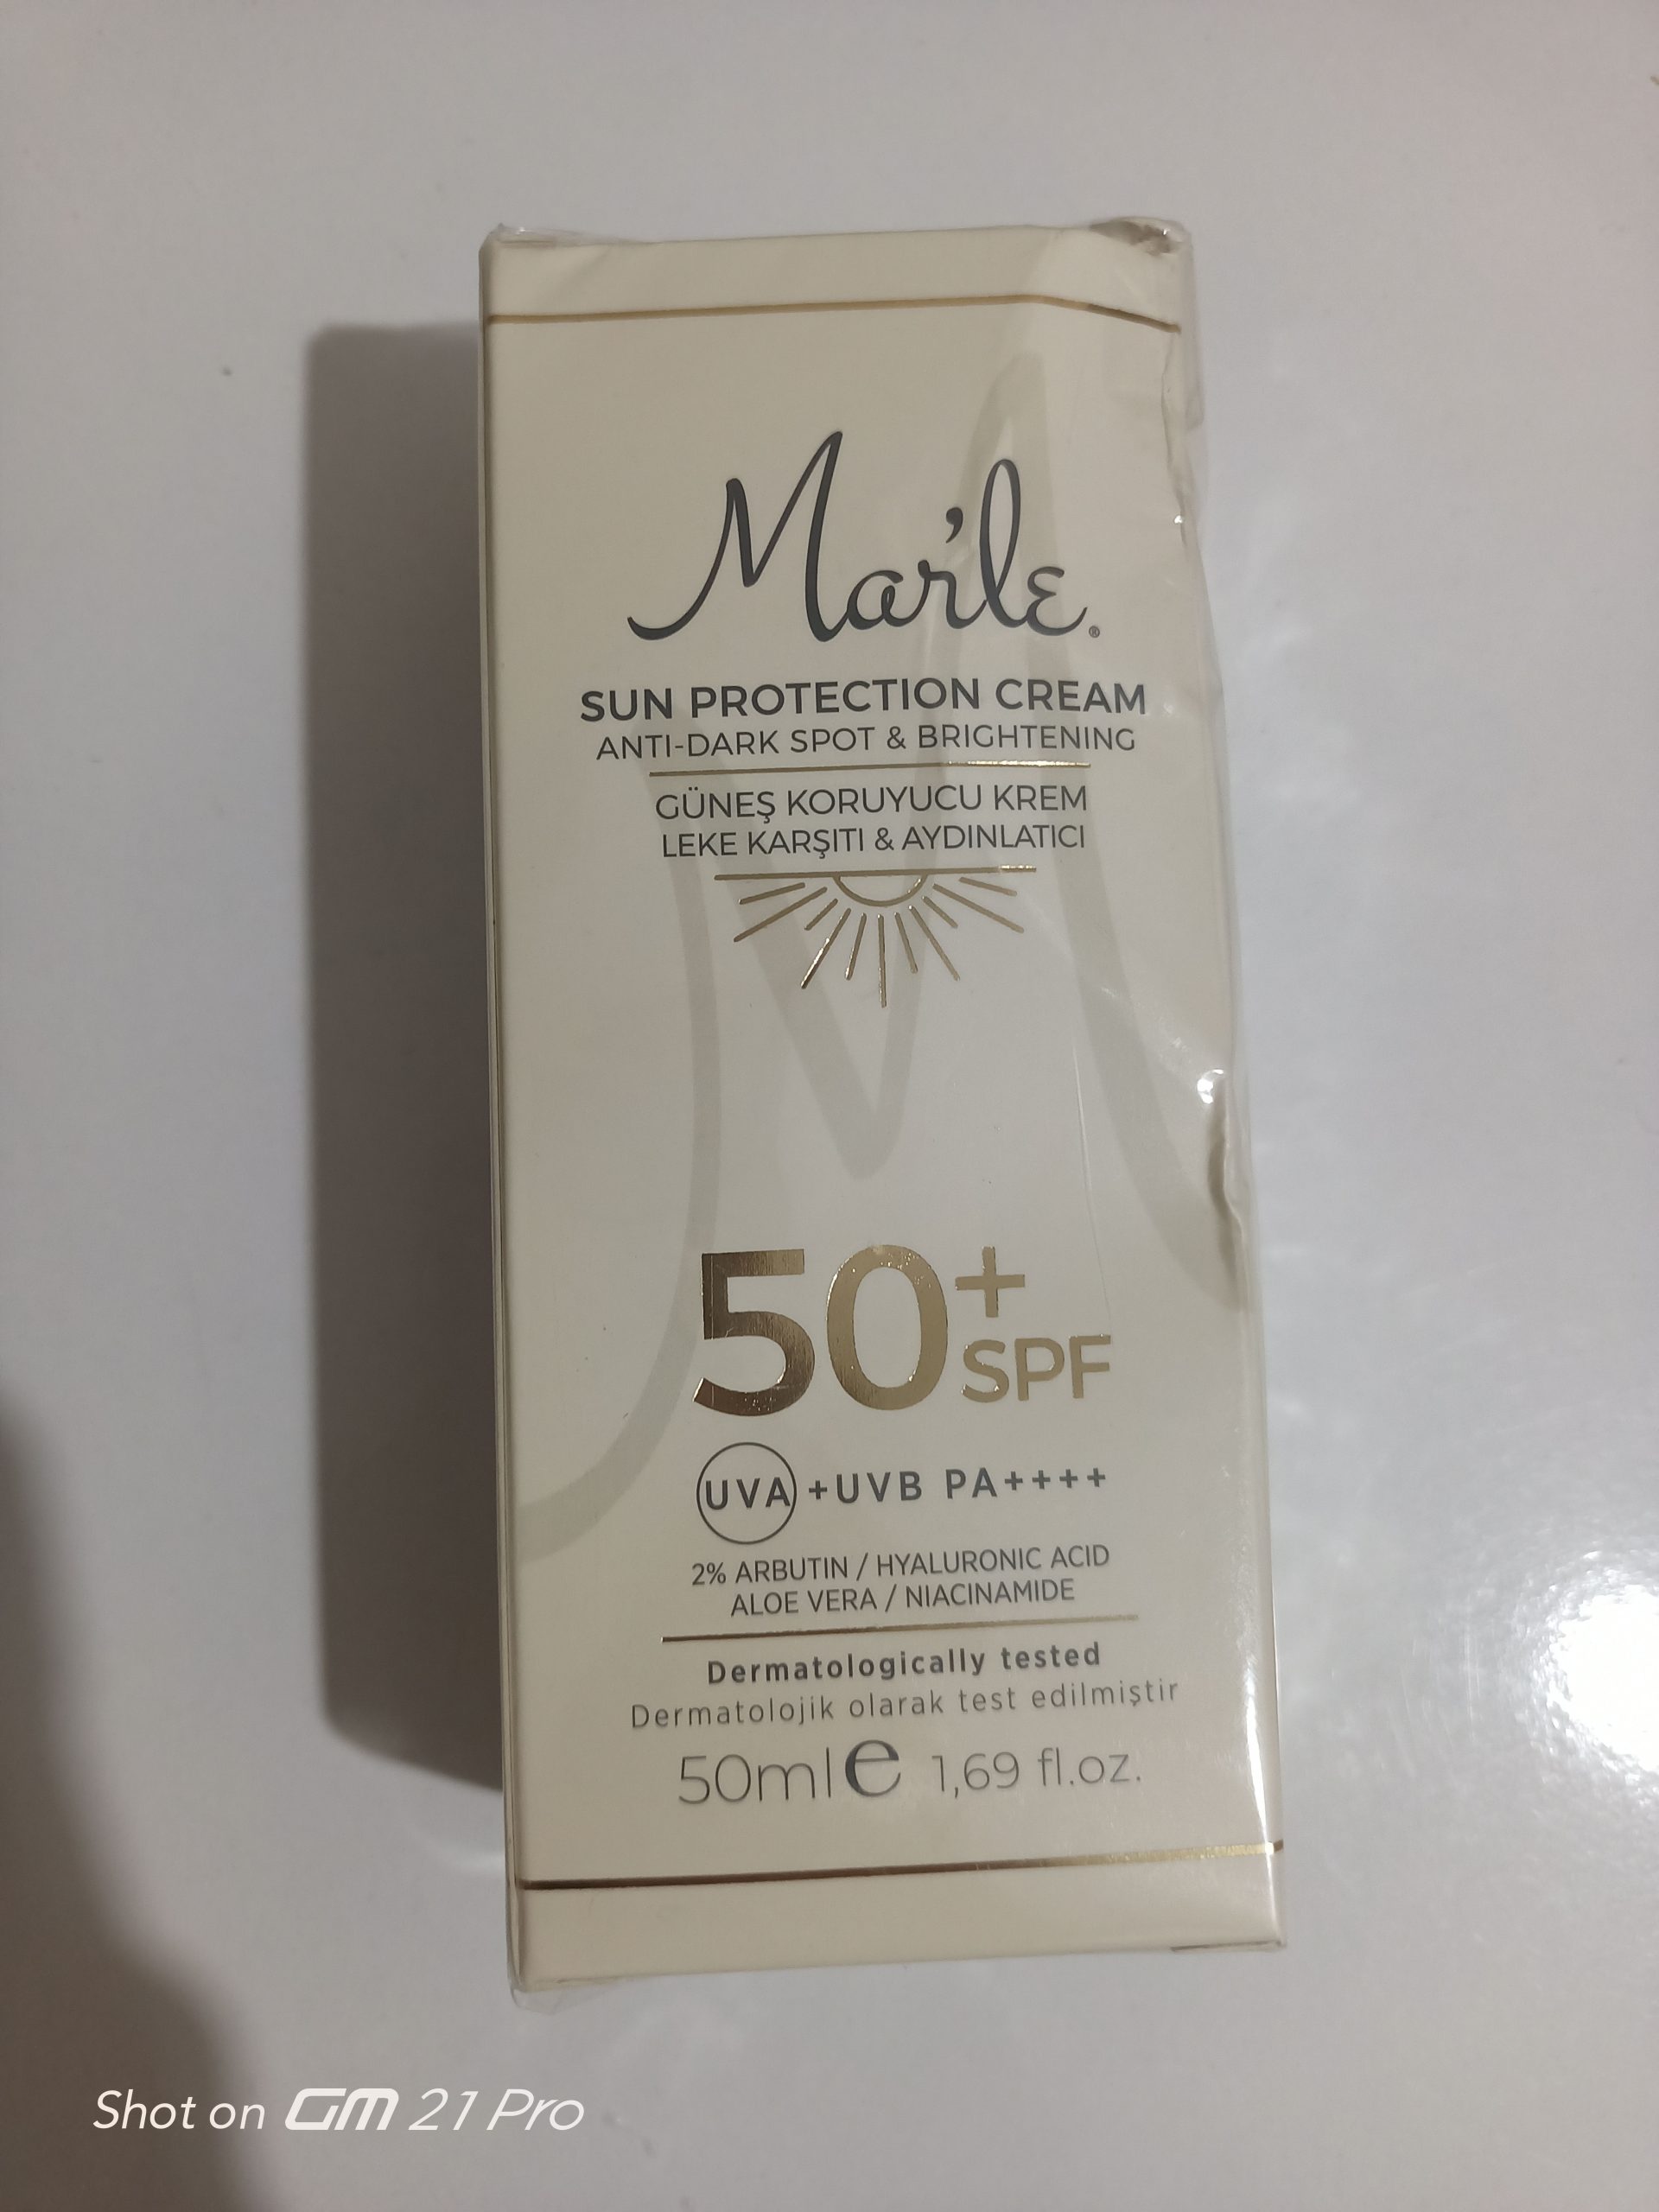 Mar'le®
SUN PROTECTION CREAM
ANTI-DARK SPOT & BRIGHTENING
GÜNEŞ KORUYUCU KREM
LEKE KARŞITI & AYDINLATICI
50+
SPF
UVA +UVB PA++++
2% ARBUTIN / HYALURONIC ACID
ALOE VERA / NIACINAMIDE
Dermatologically tested
Dermatolojik olarak test edilmiştir
50ml e 1,69 fl.oz.
Shot on GM 21 Pro